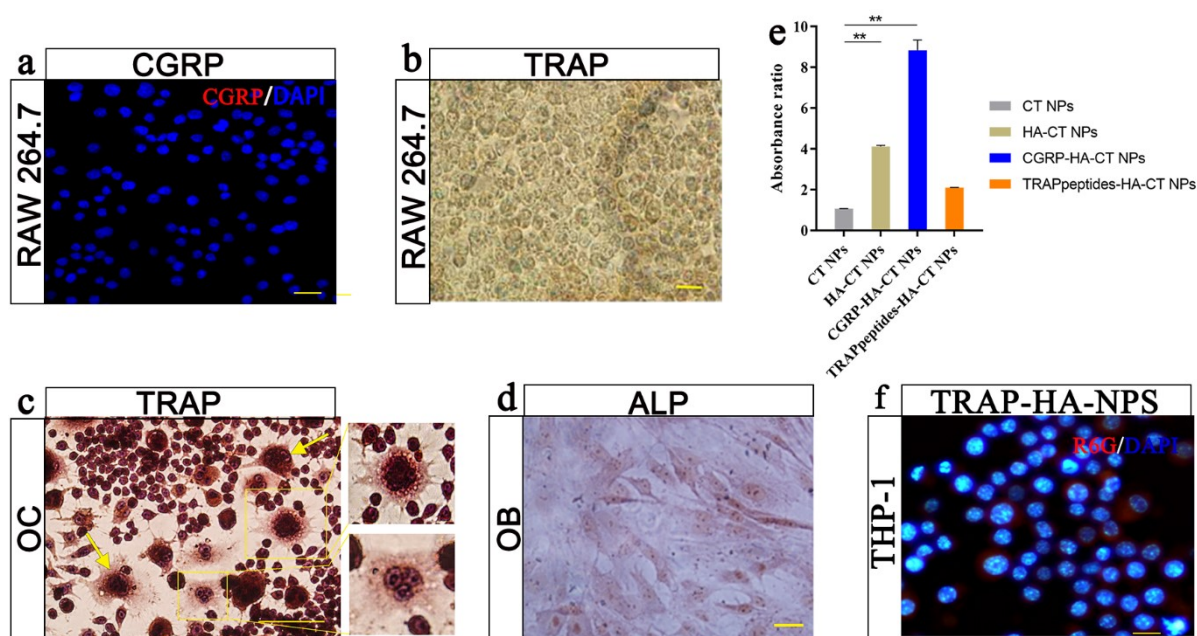 a
CGRP
RAW 264.7
CGRP/DAPI
b
TRAP
RAW 264.7
e
Absorbance ratio
10
8
6
4
2
0
**
**
CT NPs
HA-CT NPs
CGRP-HA-CT NPs
TRAPpeptides-HA-CT NPs
CT NPs
HA-CT NPs
CGRP-HA-CT NPs
TRAPpeptides-HA-CT NPs
c
TRAP
OC
d
ALP
OB
f
TRAP-HA-NPS
THP-1
R6G/DAPI